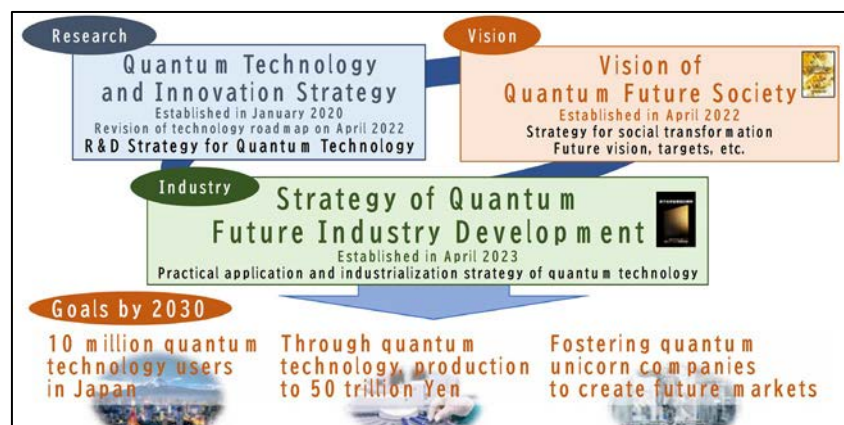 Research
Quantum Technology
and Innovation Strategy
Established in January 2020
Revision of technology roadmap on April 2022
R&D Strategy for Quantum Technology
Vision
Vision of
Quantum Future Society
Established in April 2022
Strategy for social transformation
Future vision, targets, etc.
Industry
Strategy of Quantum
Future Industry Development
Established in April 2023
Practical application and industrialization strategy of quantum technology
Goals by 2030
10 million quantum
technology users
in Japan
Through quantum
technology, production
to 50 trillion Yen
Fostering quantum
unicorn companies
to create future markets